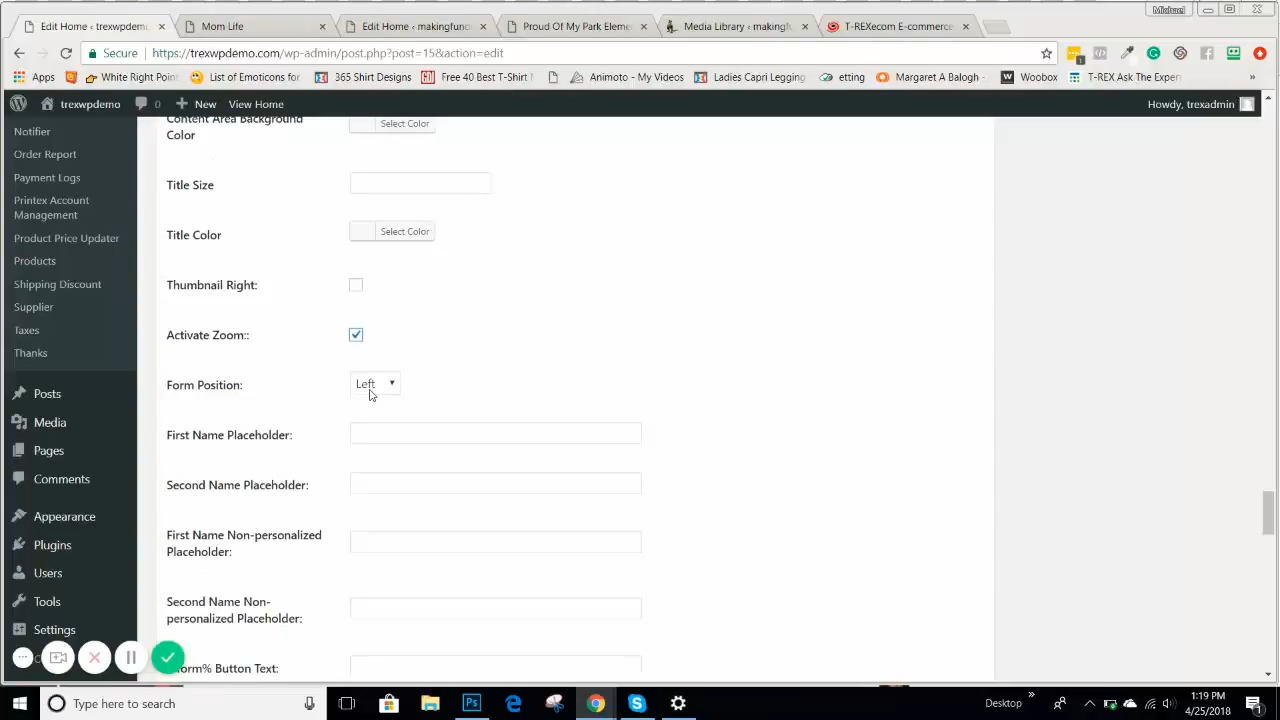 Michael
Edit Home ‹ trexwpdemo
Mom Life
Edit Home ‹ makingfund
Proud Of My Park Eleme
Media Library ‹ makingf
T-REXecom E-commerce
Secure
https://trexwpdemo.com/wp-admin/post.php?post=15&action=edit
Apps
White Right Poin
List of Emoticons for
365 Shirt Designs
Free 40 Best T-Shirt
Animoto - My Videos
Ladies Capri Legging
etting
Margaret A Balogh -
Woobox
T-REX Ask The Exper
»
trexwpdemo
0
New
View Home
Howdy, trexadmin
Notifier
Order Report
Payment Logs
Printex Account
Management
Product Price Updater
Products
Shipping Discount
Supplier
Taxes
Thanks
Posts
Media
Pages
Comments
Appearance
Plugins
Users
Tools
Settings
Content Area Background
Color
Select Color
Title Size
Title Color
Select Color
Thumbnail Right:
Activate Zoom::
Form Position:
Left
First Name Placeholder:
Second Name Placeholder:
First Name Non-personalized
Placeholder:
Second Name Non-
personalized Placeholder:
orm% Button Text:
Type here to search
Ps
Desktop
1:19 PM
4/25/2018